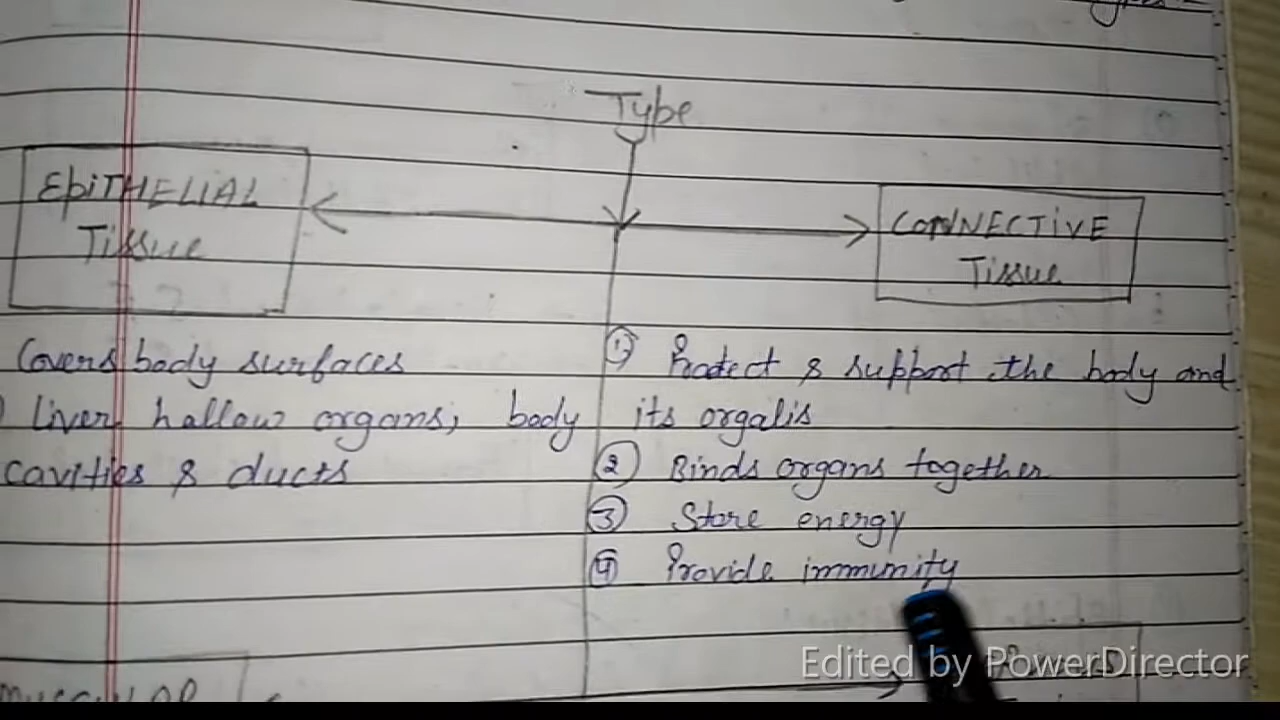 Type
EPITHELIAL
Tissue
CONNECTIVE
Tissue
Covers body surfaces
liver hallow organs, body
cavities & ducts
① Protect & support the body and
its orgalis
② Binds organs together
③ Store energy
④ Provide immunity
Edited by PowerDirector